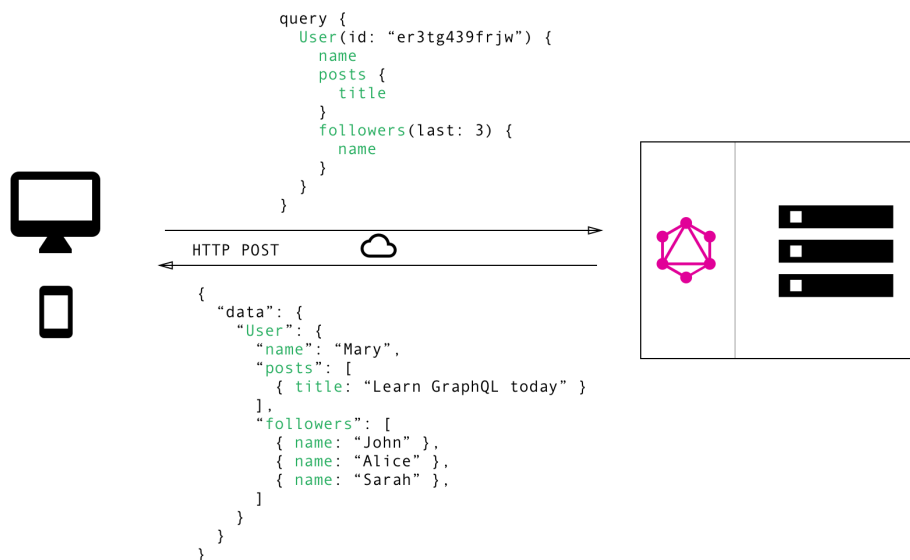 query {
  User(id: “er3tg439frjw”) {
    name
    posts {
      title
    }
    followers(last: 3) {
      name
    }
  }
}
HTTP POST
{
  “data”: {
    “User”: {
      “name”: “Mary”,
      “posts”: [
        { title: “Learn GraphQL today” }
      ],
      “followers”: [
        { name: “John” },
        { name: “Alice” },
        { name: “Sarah” },
      ]
    }
  }
}